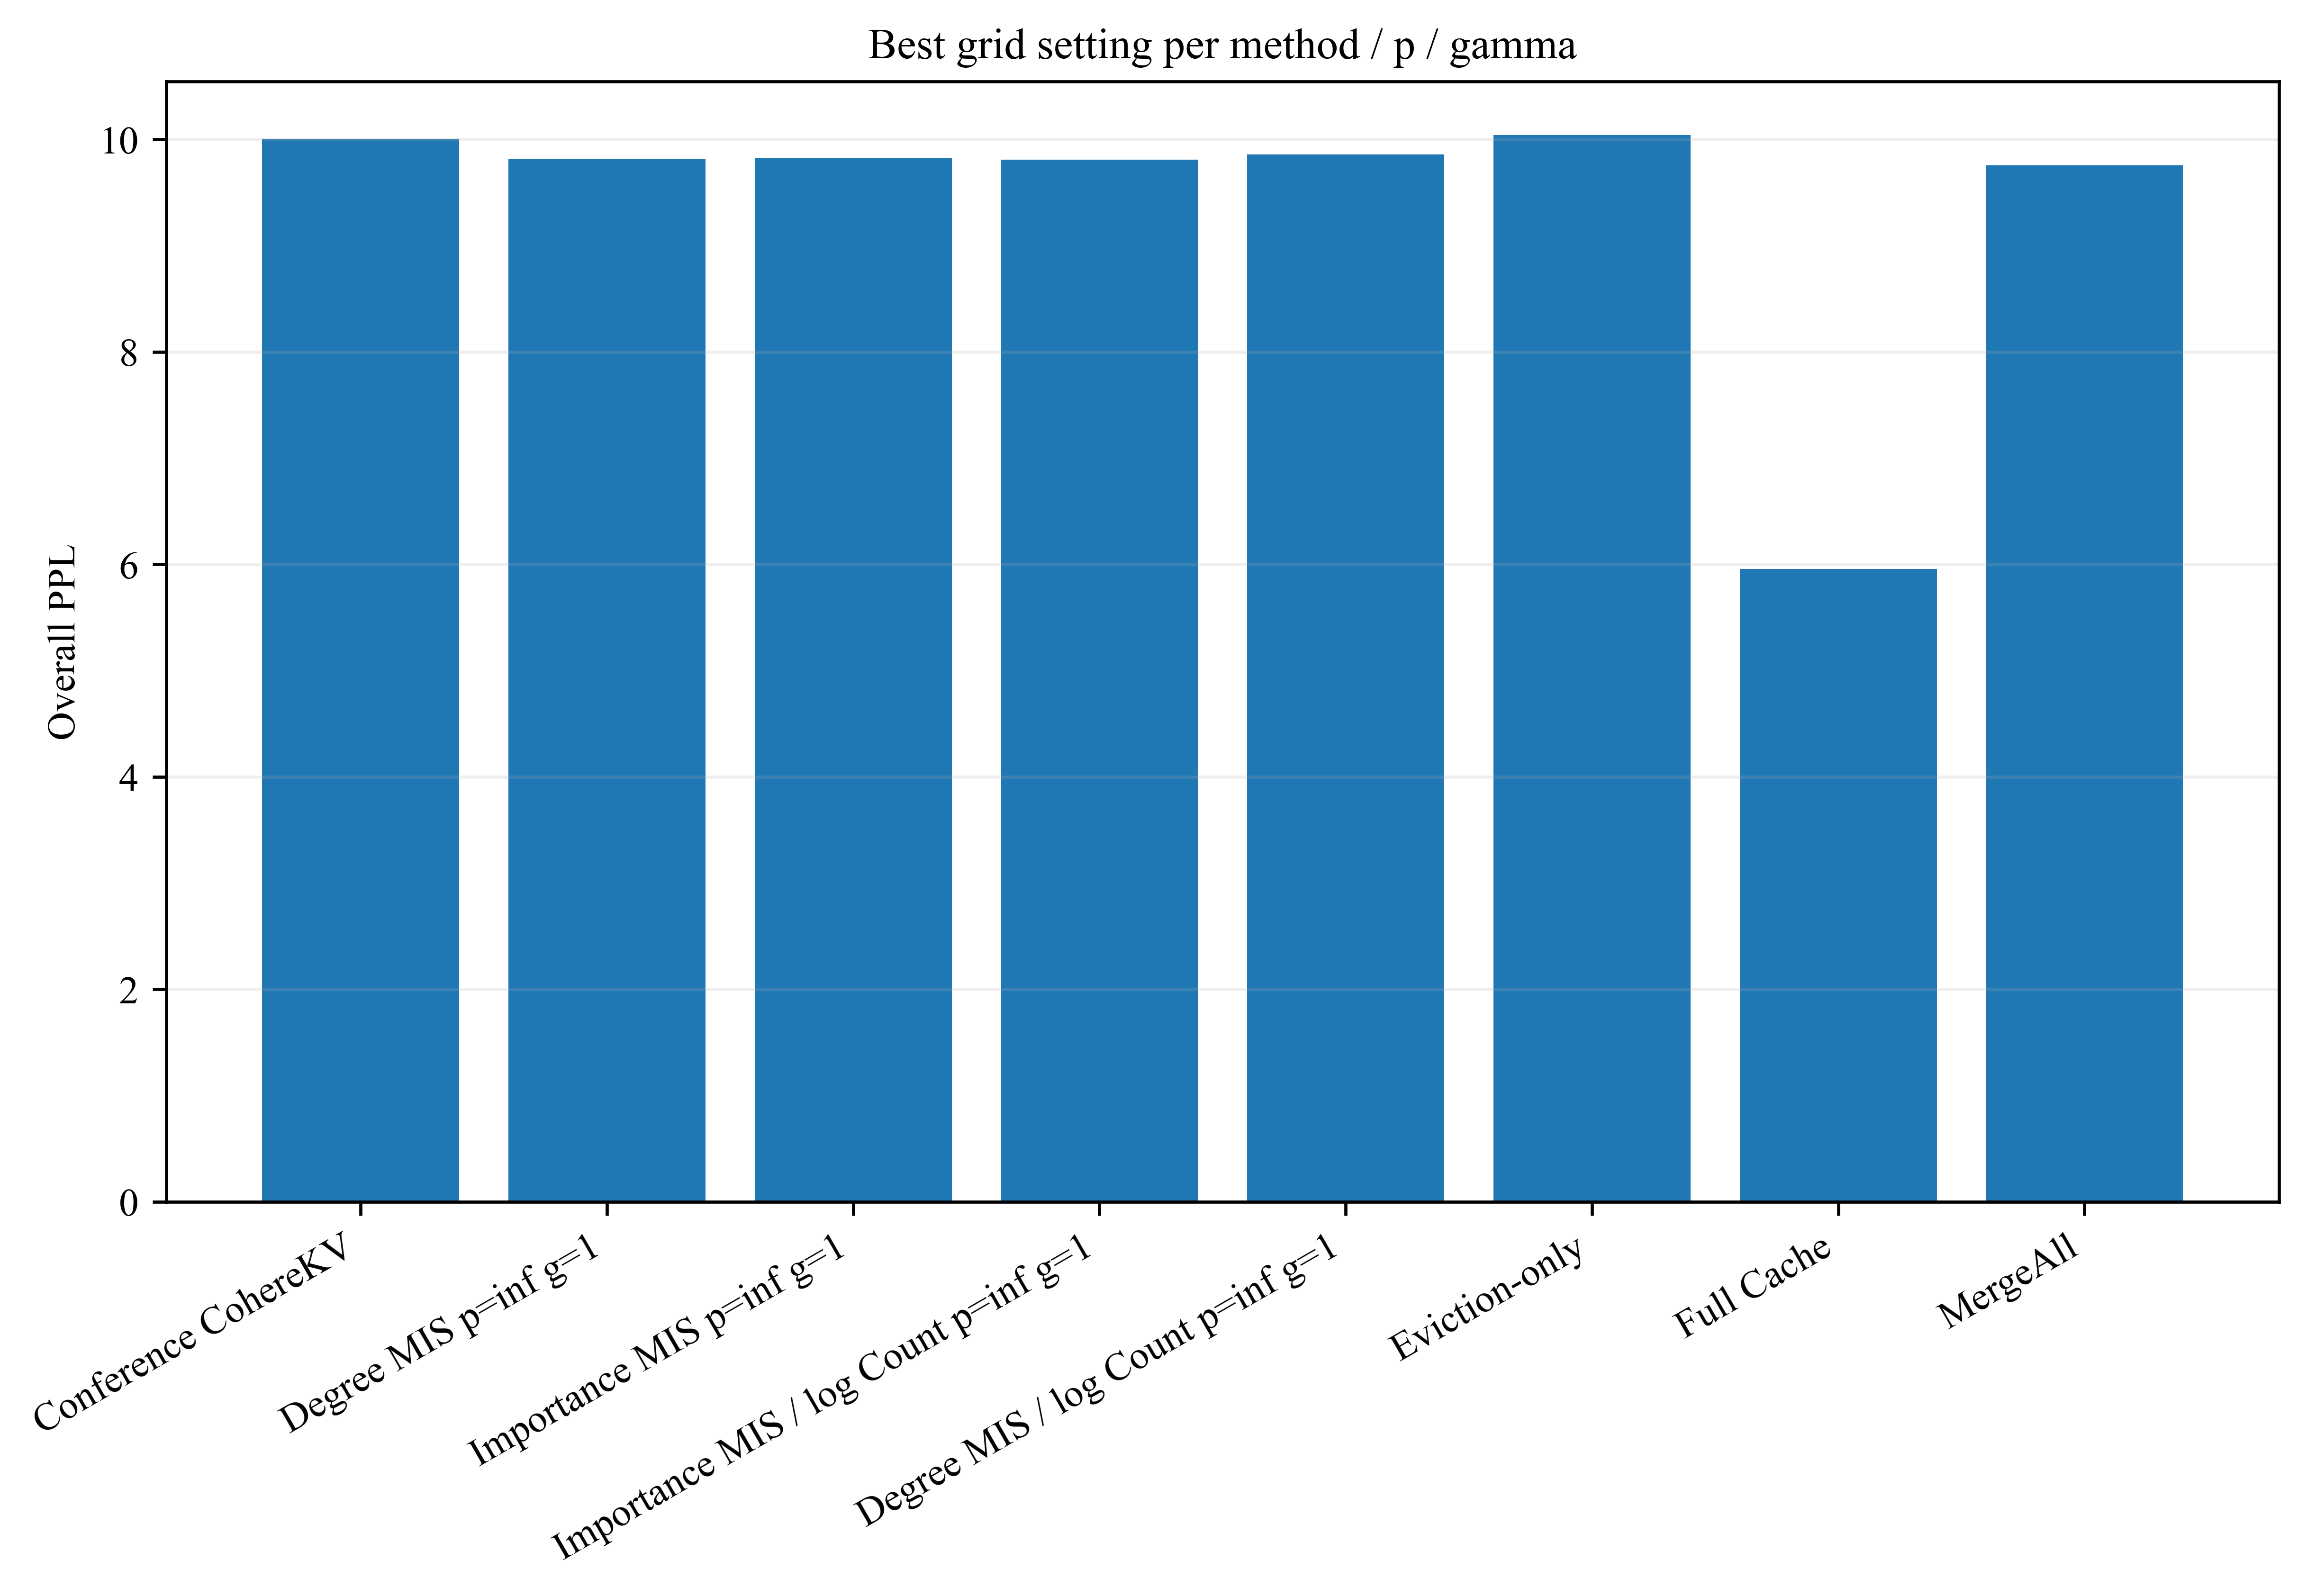 Best grid setting per method / p / gamma
Overall PPL
10
8
6
4
2
0
Conference CohereKV
Degree MIS p=inf g=1
Importance MIS p=inf g=1
Importance MIS / log Count p=inf g=1
Degree MIS / log Count p=inf g=1
Eviction-only
Full Cache
MergeAll